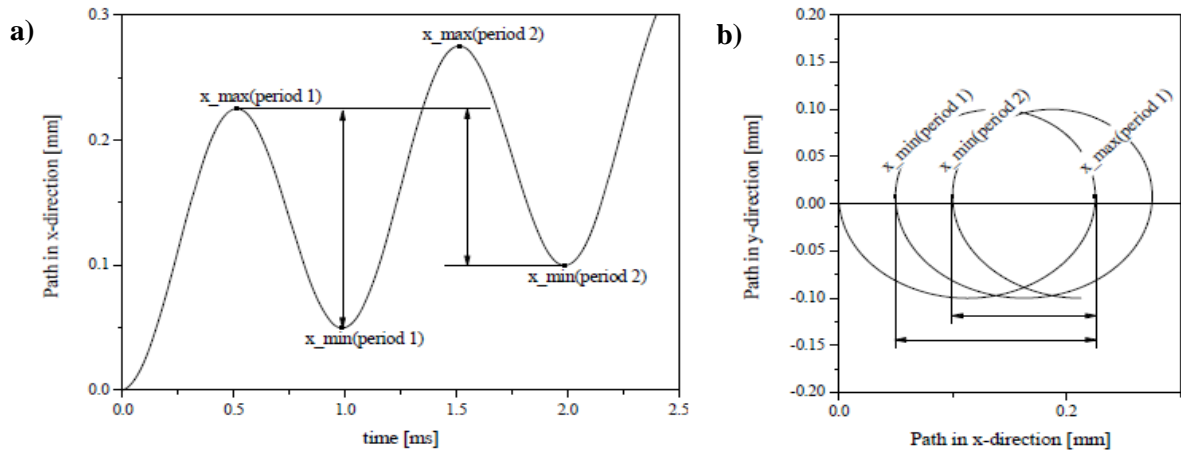 a)
0.3
0.2
0.1
0.0
Path in x-direction [mm]
x_max(period 1)
x_max(period 2)
x_min(period 1)
x_min(period 2)
0.0 0.5 1.0 1.5 2.0 2.5
time [ms]
b)
0.20
0.15
0.10
0.05
0.00
-0.05
-0.10
-0.15
-0.20
Path in y-direction [mm]
x_min(period 1)
x_min(period 2)
x_max(period 1)
0.0 0.2
Path in x-direction [mm]